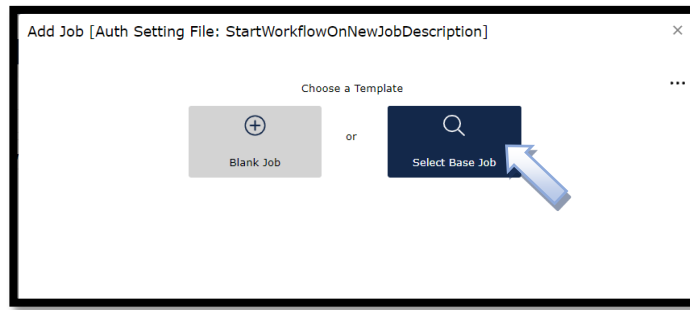 Add Job [Auth Setting File: StartWorkflowOnNewJobDescription]
Choose a Template
Blank Job
or
Select Base Job